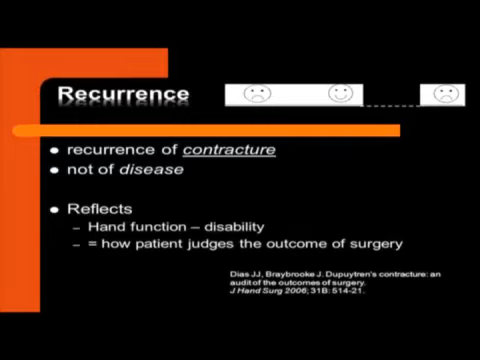 Recurrence
recurrence of contracture
not of disease
Reflects
– Hand function – disability
– = how patient judges the outcome of surgery
Dias JJ, Braybrooke J. Dupuytren's contracture: an
audit of the outcomes of surgery.
J Hand Surg 2006; 31B: 514-21.